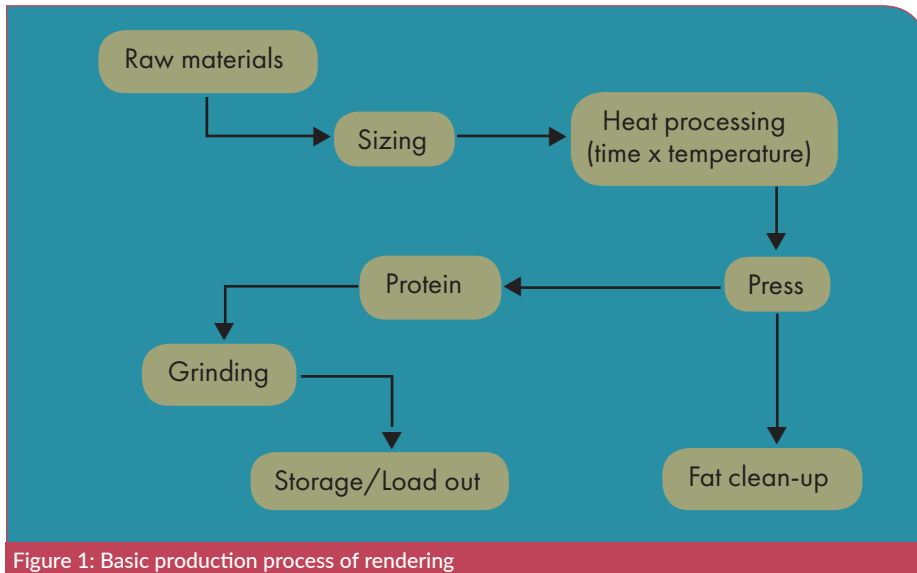 Raw materials
Sizing
Heat processing
(time x temperature)
Press
Protein
Grinding
Storage/Load out
Fat clean-up
Figure 1: Basic production process of rendering